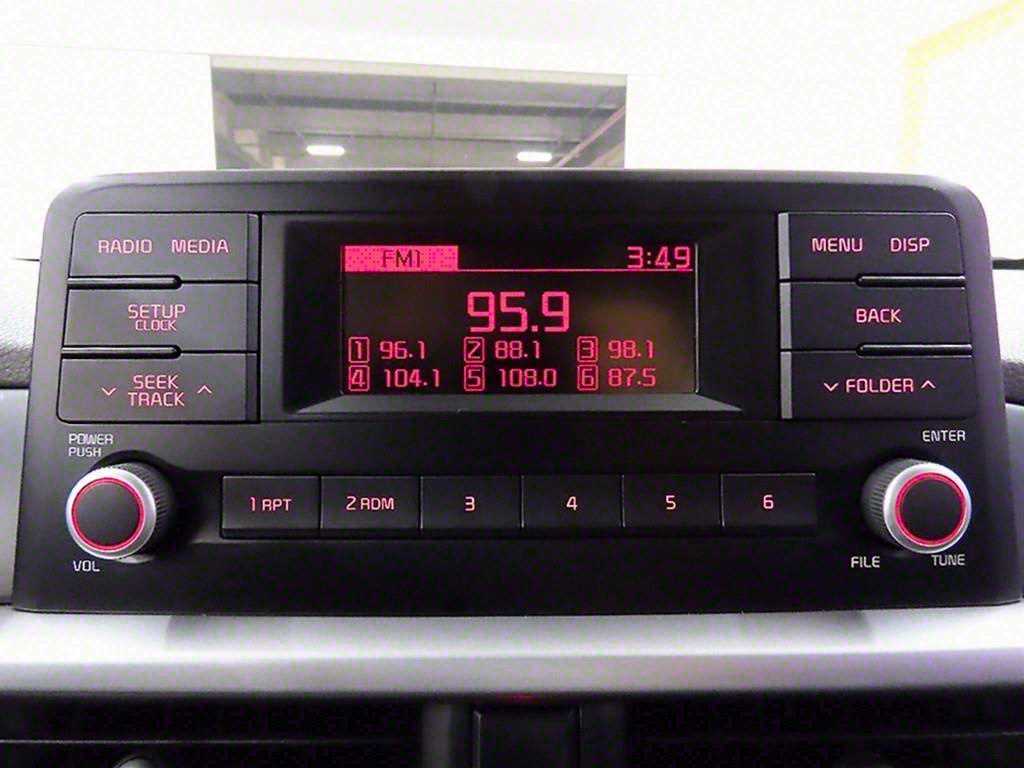 RADIO MEDIA
SETUP
CLOCK
SEEK
TRACK
FM1 3:49
95.9
1 96.1 2 88.1 3 98.1
4 104.1 5 108.0 6 87.5
MENU DISP
BACK
FOLDER
POWER
PUSH
VOL
1 RPT 2 RDM 3 4 5 6
ENTER
FILE TUNE